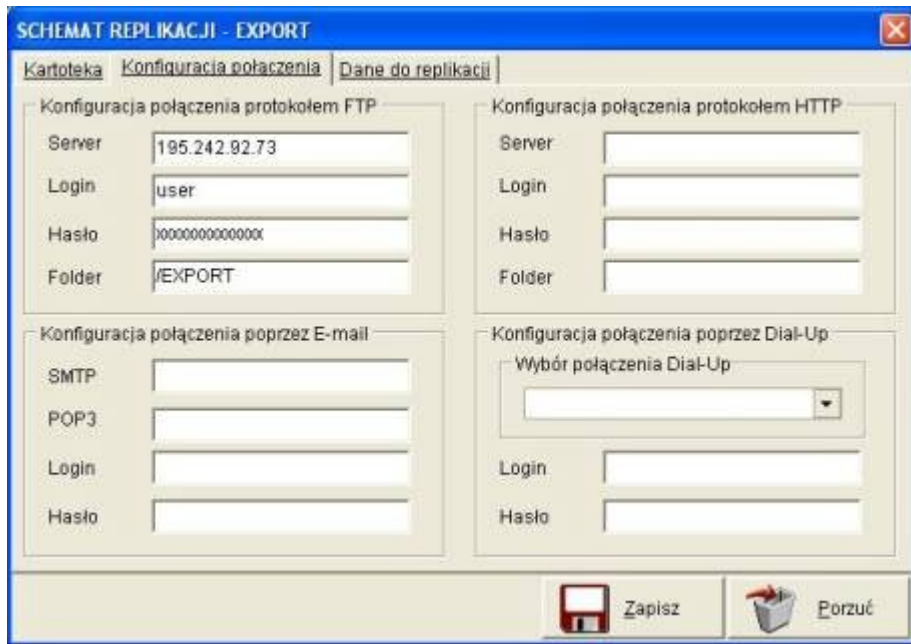 SCHEMAT REPLIKACJI - EXPORT
Kartoteka Konfiguracja połaczenia Dane do replikacji
Konfiguracja połączenia protokołem FTP
Server 195.242.92.73
Login user
Hasło xxxxxxxxxxxxxxx
Folder /EXPORT
Konfiguracja połączenia protokołem HTTP
Server
Login
Hasło
Folder
Konfiguracja połączenia poprzez E-mail
SMTP
POP3
Login
Hasło
Konfiguracja połączenia poprzez Dial-Up
Wybór połączenia Dial-Up
Login
Hasło
Zapisz Porzuć